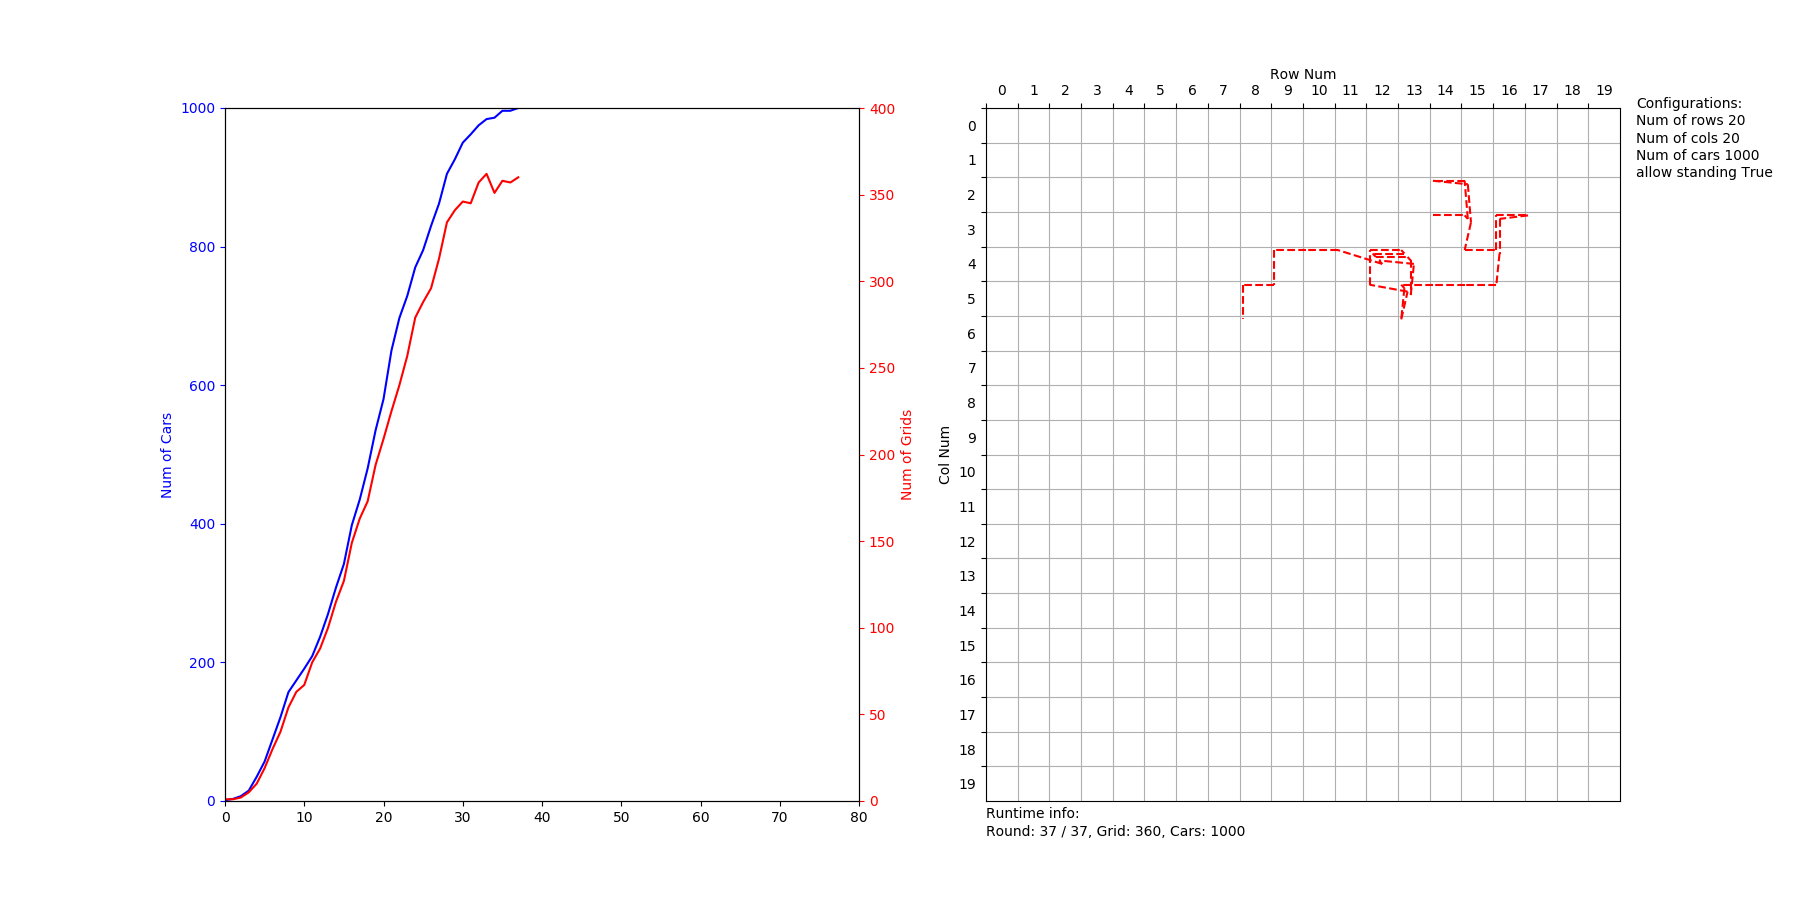 Num of Cars
1000
800
600
400
200
0
0 10 20 30 40 50 60 70 80
400
350
300
250
200
150
100
50
0
Num of Grids
Row Num
0 1 2 3 4 5 6 7 8 9 10 11 12 13 14 15 16 17 18 19
Col Num
0
1
2
3
4
5
6
7
8
9
10
11
12
13
14
15
16
17
18
19
Configurations:
Num of rows 20
Num of cols 20
Num of cars 1000
allow standing True
Runtime info:
Round: 37 / 37, Grid: 360, Cars: 1000